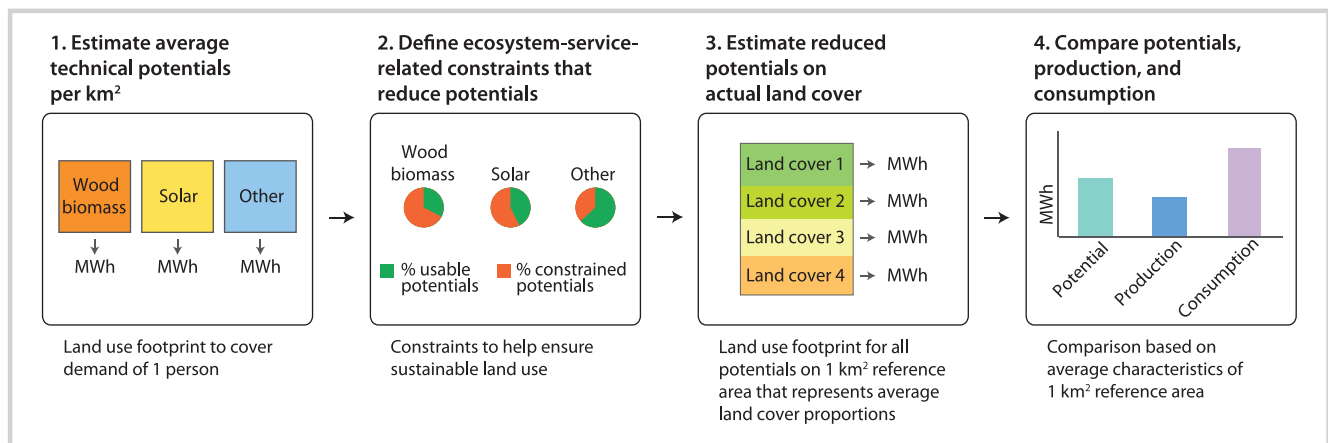 1. Estimate average
technical potentials
per km²
Wood
biomass
Solar
Other
MWh
MWh
MWh
Land use footprint to cover
demand of 1 person
2. Define ecosystem-service-
related constraints that
reduce potentials
Wood
biomass
Solar
Other
% usable
potentials
% constrained
potentials
Constraints to help ensure
sustainable land use
3. Estimate reduced
potentials on
actual land cover
Land cover 1 → MWh
Land cover 2 → MWh
Land cover 3 → MWh
Land cover 4 → MWh
Land use footprint for all
potentials on 1 km² reference
area that represents average
land cover proportions
4. Compare potentials,
production, and
consumption
MWh
Potential
Production
Consumption
Comparison based on
average characteristics of
1 km² reference area